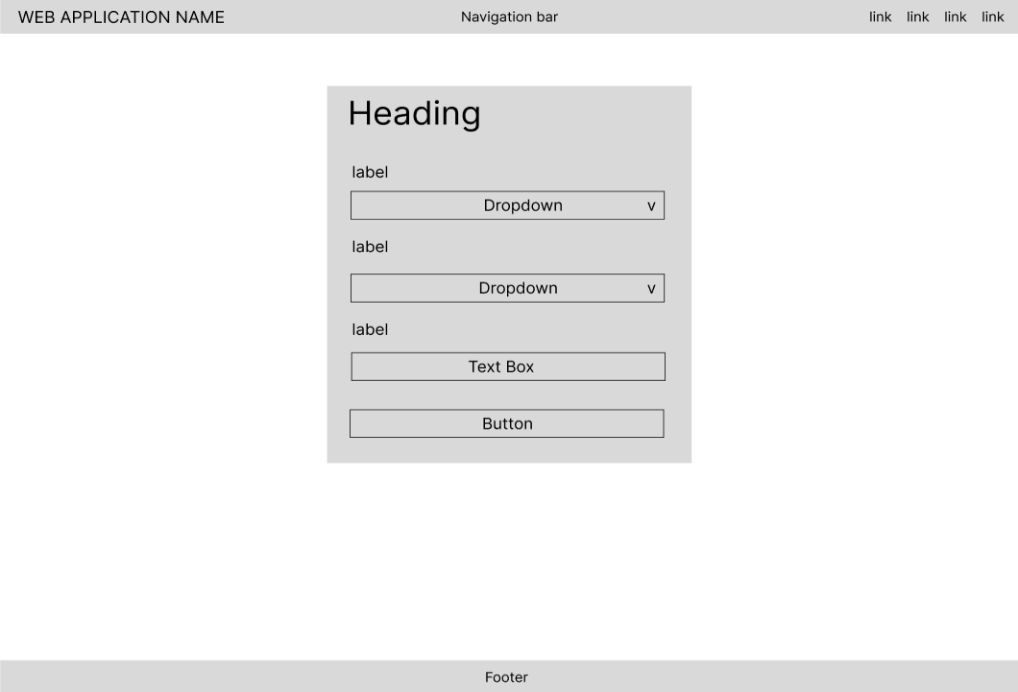 WEB APPLICATION NAME Navigation bar link link link link
Heading
label
Dropdown v
label
Dropdown v
label
Text Box
Button
Footer